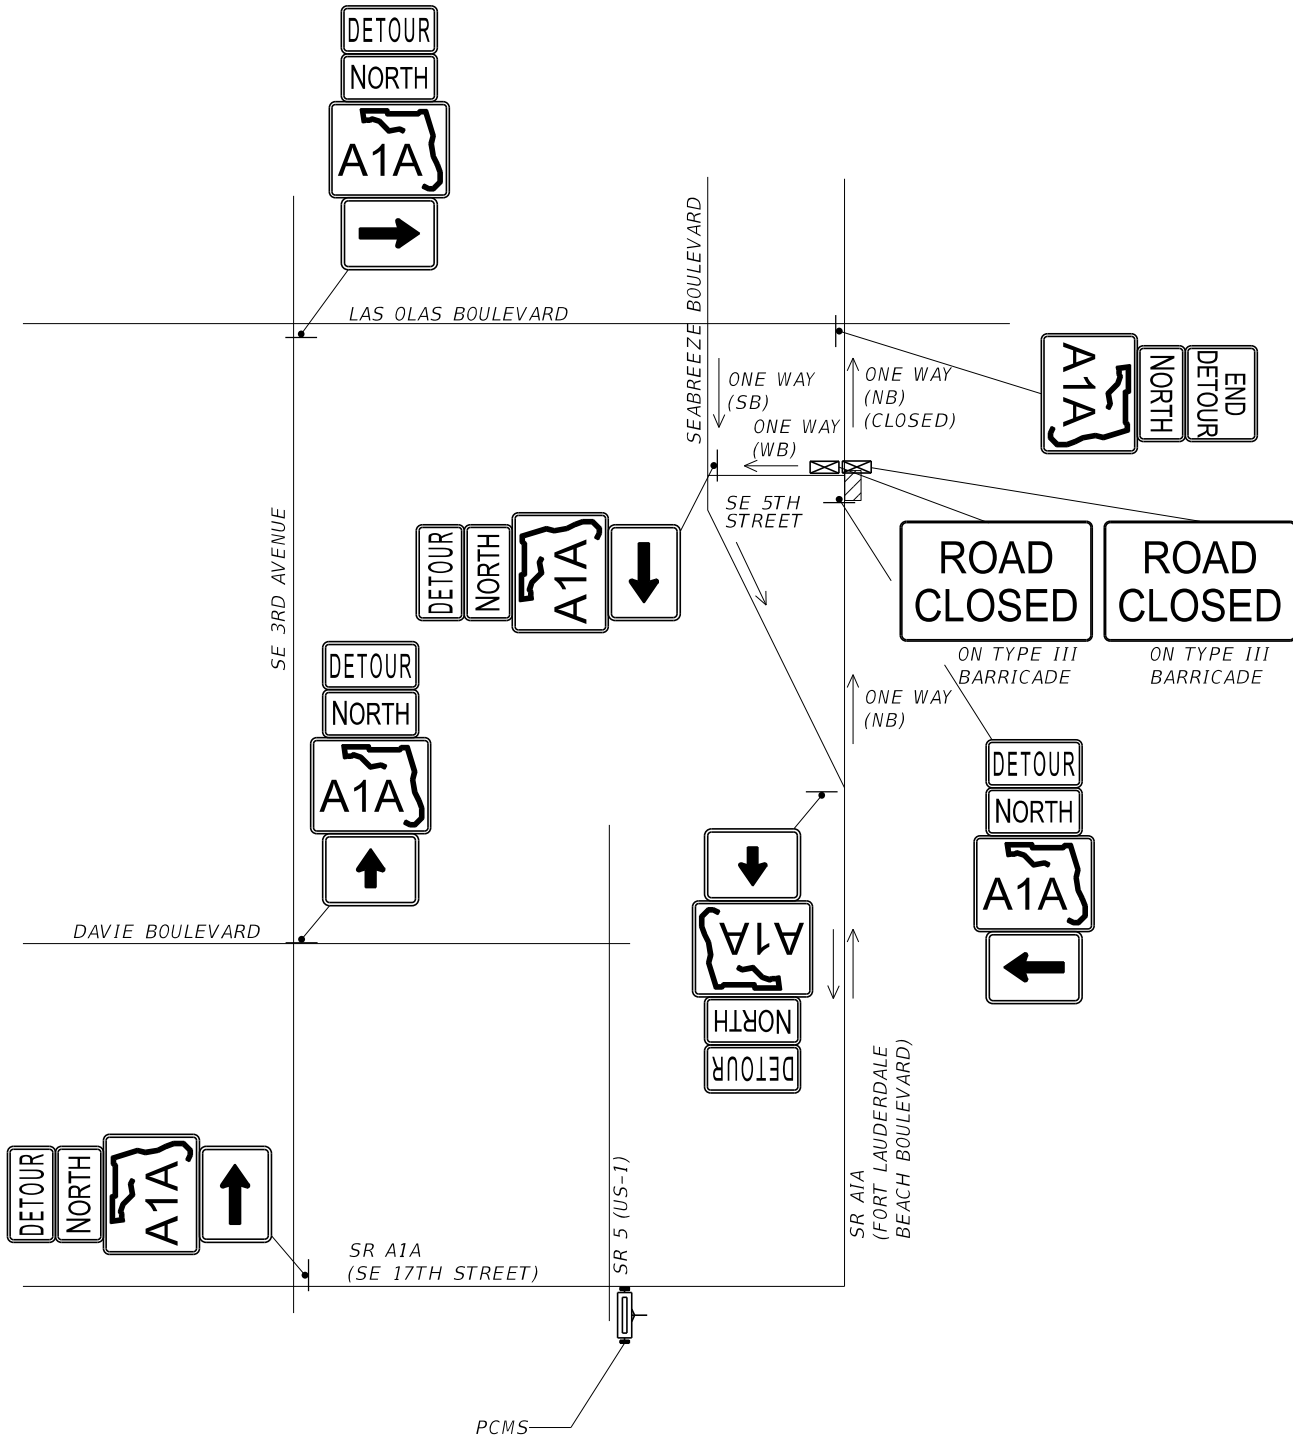 DETOUR
NORTH
A1A
LAS OLAS BOULEVARD
SEABREEZE BOULEVARD
ONE WAY
(SB)
ONE WAY
(WB)
ONE WAY
(NB)
(CLOSED)
A1A
NORTH
END
DETOUR
SE 5TH
STREET
SE 3RD AVENUE
DETOUR
NORTH
A1A
ROAD
CLOSED
ON TYPE III
BARRICADE
ROAD
CLOSED
ON TYPE III
BARRICADE
DETOUR
NORTH
A1A
ONE WAY
(NB)
DETOUR
NORTH
A1A
DAVIE BOULEVARD
A1A
NORTH
DETOUR
SR A1A
(FORT LAUDERDALE
BEACH BOULEVARD)
DETOUR
NORTH
A1A
SR A1A
(SE 17TH STREET)
SR 5 (US-1)
PCMS